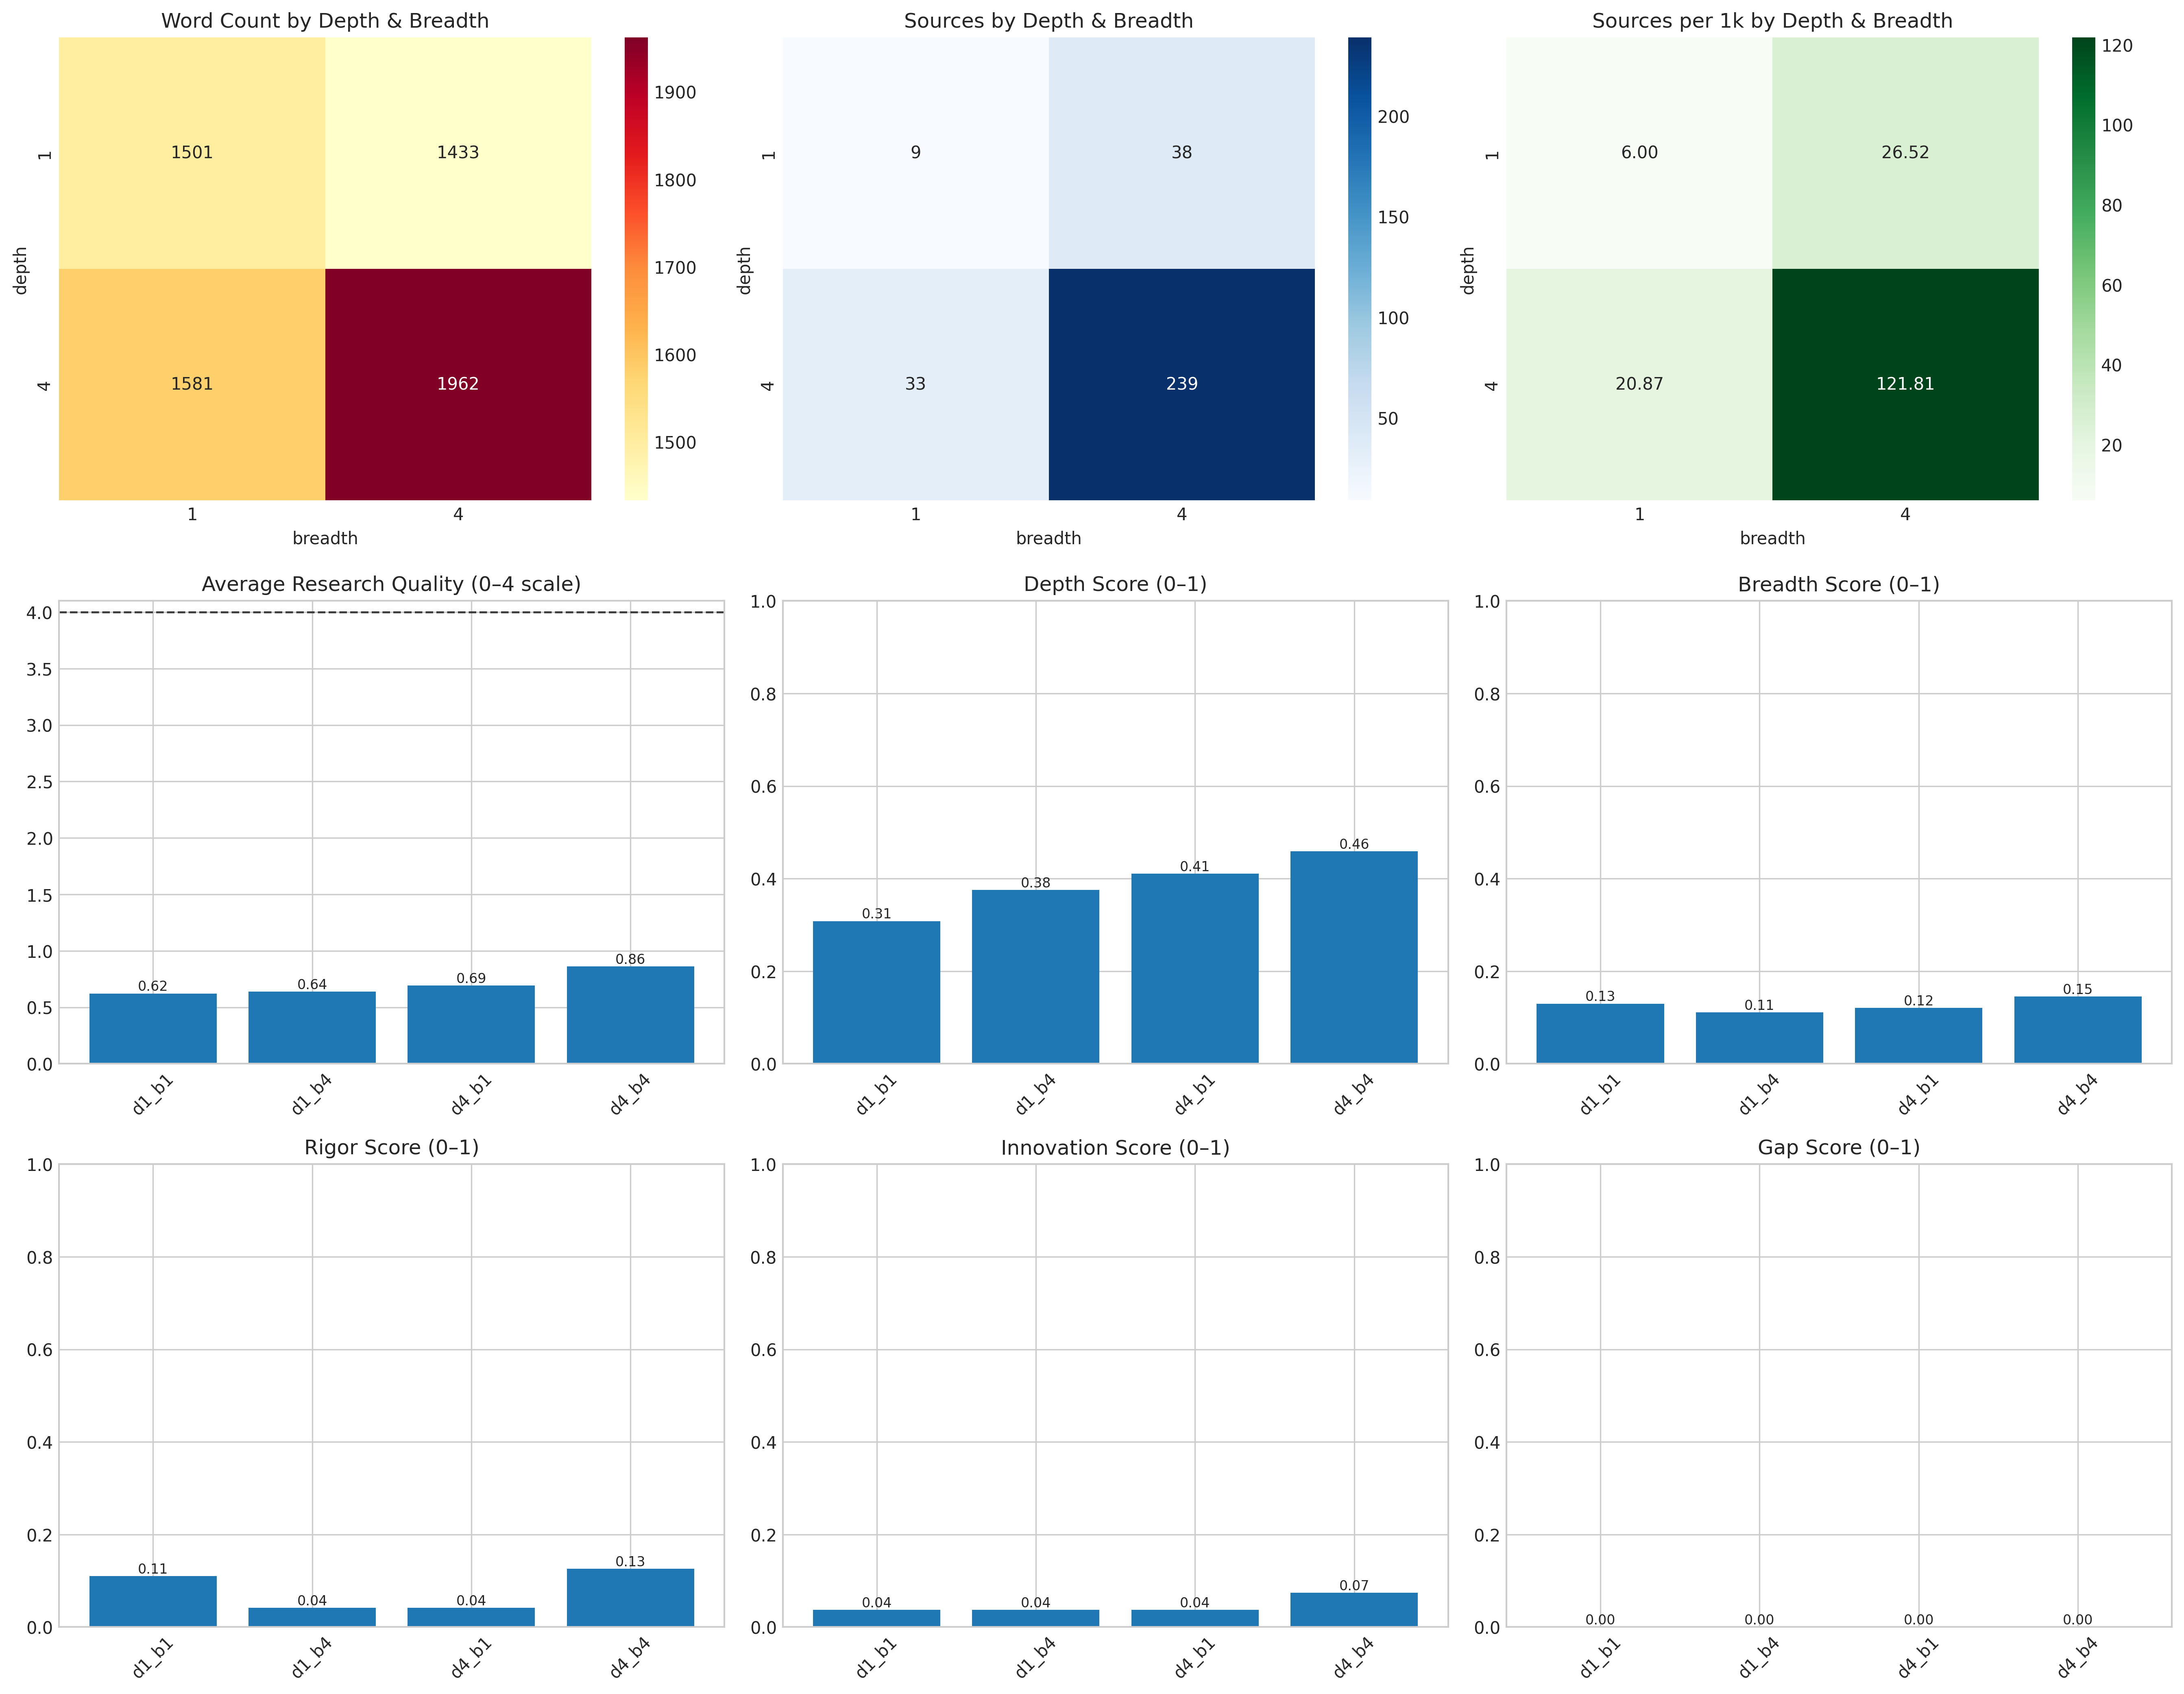 Word Count by Depth & Breadth
1501 1433
1581 1962
1
4
depth
1 4
breadth
1900
1800
1700
1600
1500
Sources by Depth & Breadth
9 38
33 239
1
4
depth
1 4
breadth
200
150
100
50
Sources per 1k by Depth & Breadth
6.00 26.52
20.87 121.81
1
4
depth
1 4
breadth
120
100
80
60
40
20
Average Research Quality (0–4 scale)
4.0
3.5
3.0
2.5
2.0
1.5
1.0
0.5
0.0
0.62 0.64 0.69 0.86
d1_b1 d1_b4 d4_b1 d4_b4
Depth Score (0–1)
1.0
0.8
0.6
0.4
0.2
0.0
0.31 0.38 0.41 0.46
d1_b1 d1_b4 d4_b1 d4_b4
Breadth Score (0–1)
1.0
0.8
0.6
0.4
0.2
0.0
0.13 0.11 0.12 0.15
d1_b1 d1_b4 d4_b1 d4_b4
Rigor Score (0–1)
1.0
0.8
0.6
0.4
0.2
0.0
0.11 0.04 0.04 0.13
d1_b1 d1_b4 d4_b1 d4_b4
Innovation Score (0–1)
1.0
0.8
0.6
0.4
0.2
0.0
0.04 0.04 0.04 0.07
d1_b1 d1_b4 d4_b1 d4_b4
Gap Score (0–1)
1.0
0.8
0.6
0.4
0.2
0.0
0.00 0.00 0.00 0.00
d1_b1 d1_b4 d4_b1 d4_b4